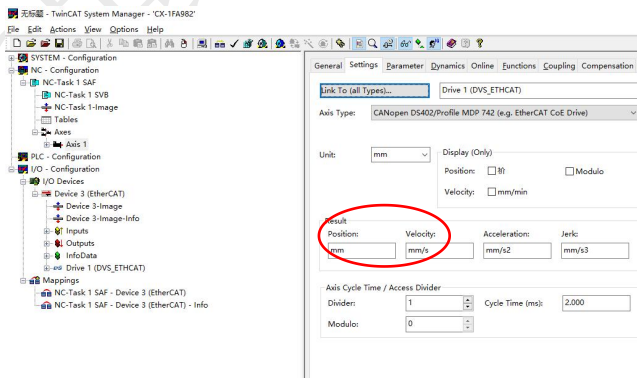 无标题 - TwinCAT System Manager - 'CX-1FA982'
File Edit Actions View Options Help
SYSTEM - Configuration
NC - Configuration
NC-Task 1 SAF
NC-Task 1 SVB
NC-Task 1-Image
Tables
Axes
Axis 1
PLC - Configuration
I/O - Configuration
I/O Devices
Device 3 (EtherCAT)
Device 3-Image
Device 3-Image-Info
Inputs
Outputs
InfoData
Drive 1 (DVS_ETHCAT)
Mappings
NC-Task 1 SAF - Device 3 (EtherCAT)
NC-Task 1 SAF - Device 3 (EtherCAT) - Info
General Settings Parameter Dynamics Online Functions Coupling Compensation
Link To (all Types)... Drive 1 (DVS_ETHCAT)
Axis Type: CANopen DS402/Profile MDP 742 (e.g. EtherCAT CoE Drive)
Unit: mm Display (Only)
Position: 祄 Modulo
Velocity: mm/min
Result
Position: Velocity: Acceleration: Jerk:
mm mm/s mm/s2 mm/s3
Axis Cycle Time / Access Divider
Divider: 1 Cycle Time (ms): 2.000
Modulo: 0